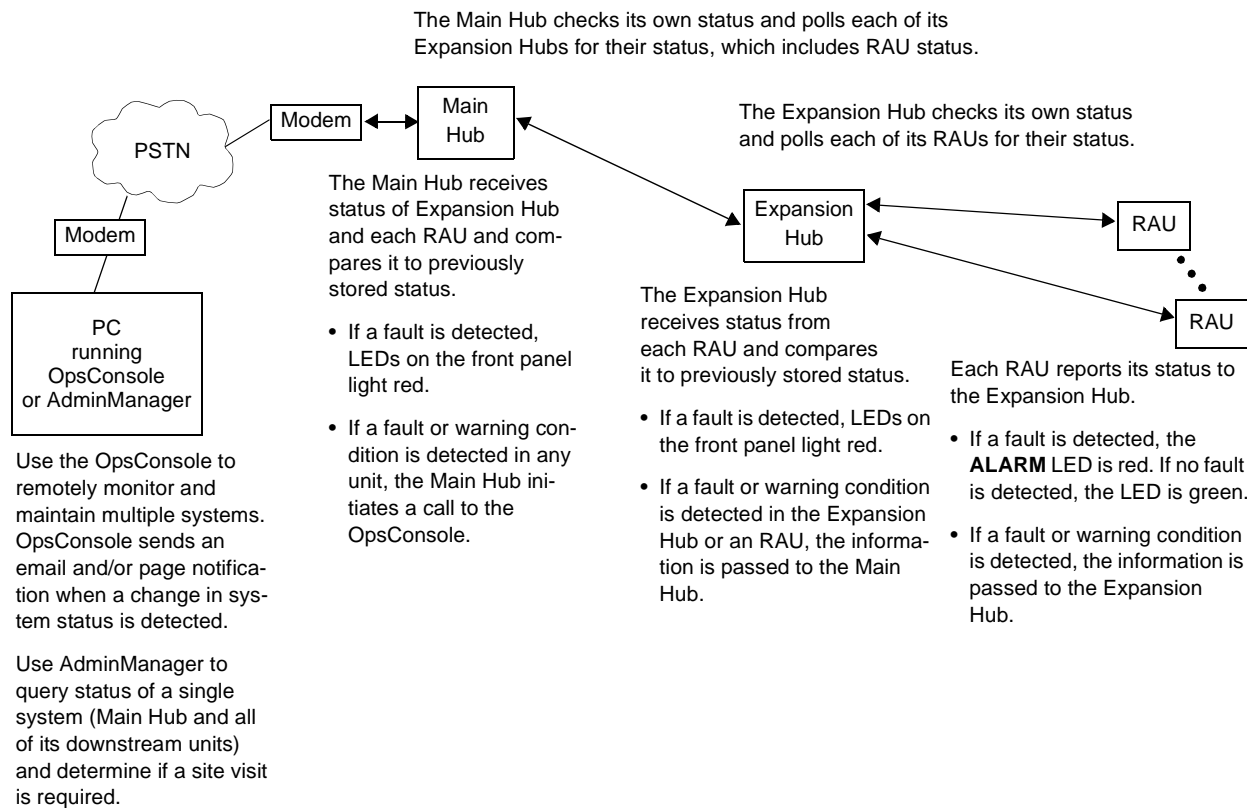 The Main Hub checks its own status and polls each of its
Expansion Hubs for their status, which includes RAU status.
PSTN
Modem
Main
Hub
The Expansion Hub checks its own status
and polls each of its RAUs for their status.
Modem
PC
running
OpsConsole
or AdminManager
Use the OpsConsole to
remotely monitor and
maintain multiple systems.
OpsConsole sends an
email and/or page notifica-
tion when a change in sys-
tem status is detected.
Use AdminManager to
query status of a single
system (Main Hub and all
of its downstream units)
and determine if a site visit
is required.
The Main Hub receives
status of Expansion Hub
and each RAU and com-
pares it to previously
stored status.
• If a fault is detected,
LEDs on the front panel
light red.
• If a fault or warning con-
dition is detected in any
unit, the Main Hub ini-
tiates a call to the
OpsConsole.
Expansion
Hub
The Expansion Hub
receives status from
each RAU and compares
it to previously stored status.
• If a fault is detected, LEDs on
the front panel light red.
• If a fault or warning condition
is detected in the Expansion
Hub or an RAU, the informa-
tion is passed to the Main
Hub.
RAU
RAU
Each RAU reports its status to
the Expansion Hub.
• If a fault is detected, the
ALARM LED is red. If no fault
is detected, the LED is green.
• If a fault or warning condition
is detected, the information is
passed to the Expansion
Hub.